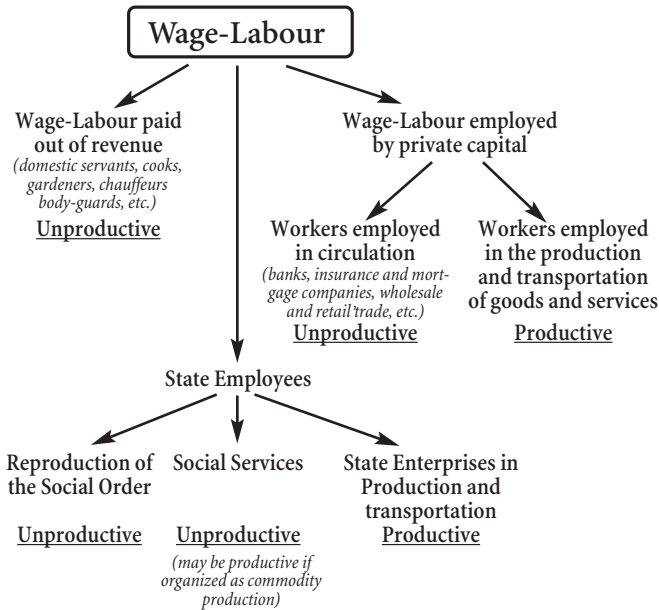 Wage-Labour
Wage-Labour paid
out of revenue
(domestic servants, cooks,
gardeners, chauffeurs
body-guards, etc.)
Unproductive
Wage-Labour employed
by private capital
Workers employed
in circulation
(banks, insurance and mort-
gage companies, wholesale
and retail trade, etc.)
Unproductive
Workers employed
in the production
and transportation
of goods and services
Productive
State Employees
Reproduction of
the Social Order
Unproductive
Social Services
Unproductive
(may be productive if
organized as commodity
production)
State Enterprises in
Production and
transportation
Productive